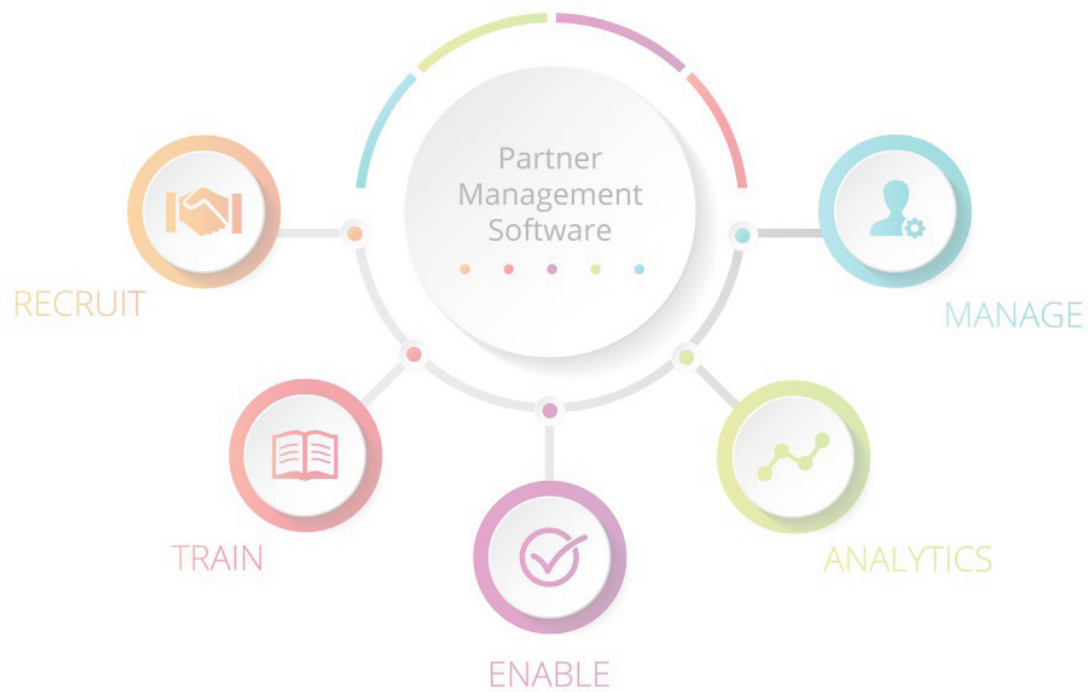 Partner
Management
Software
RECRUIT
MANAGE
TRAIN
ANALYTICS
ENABLE